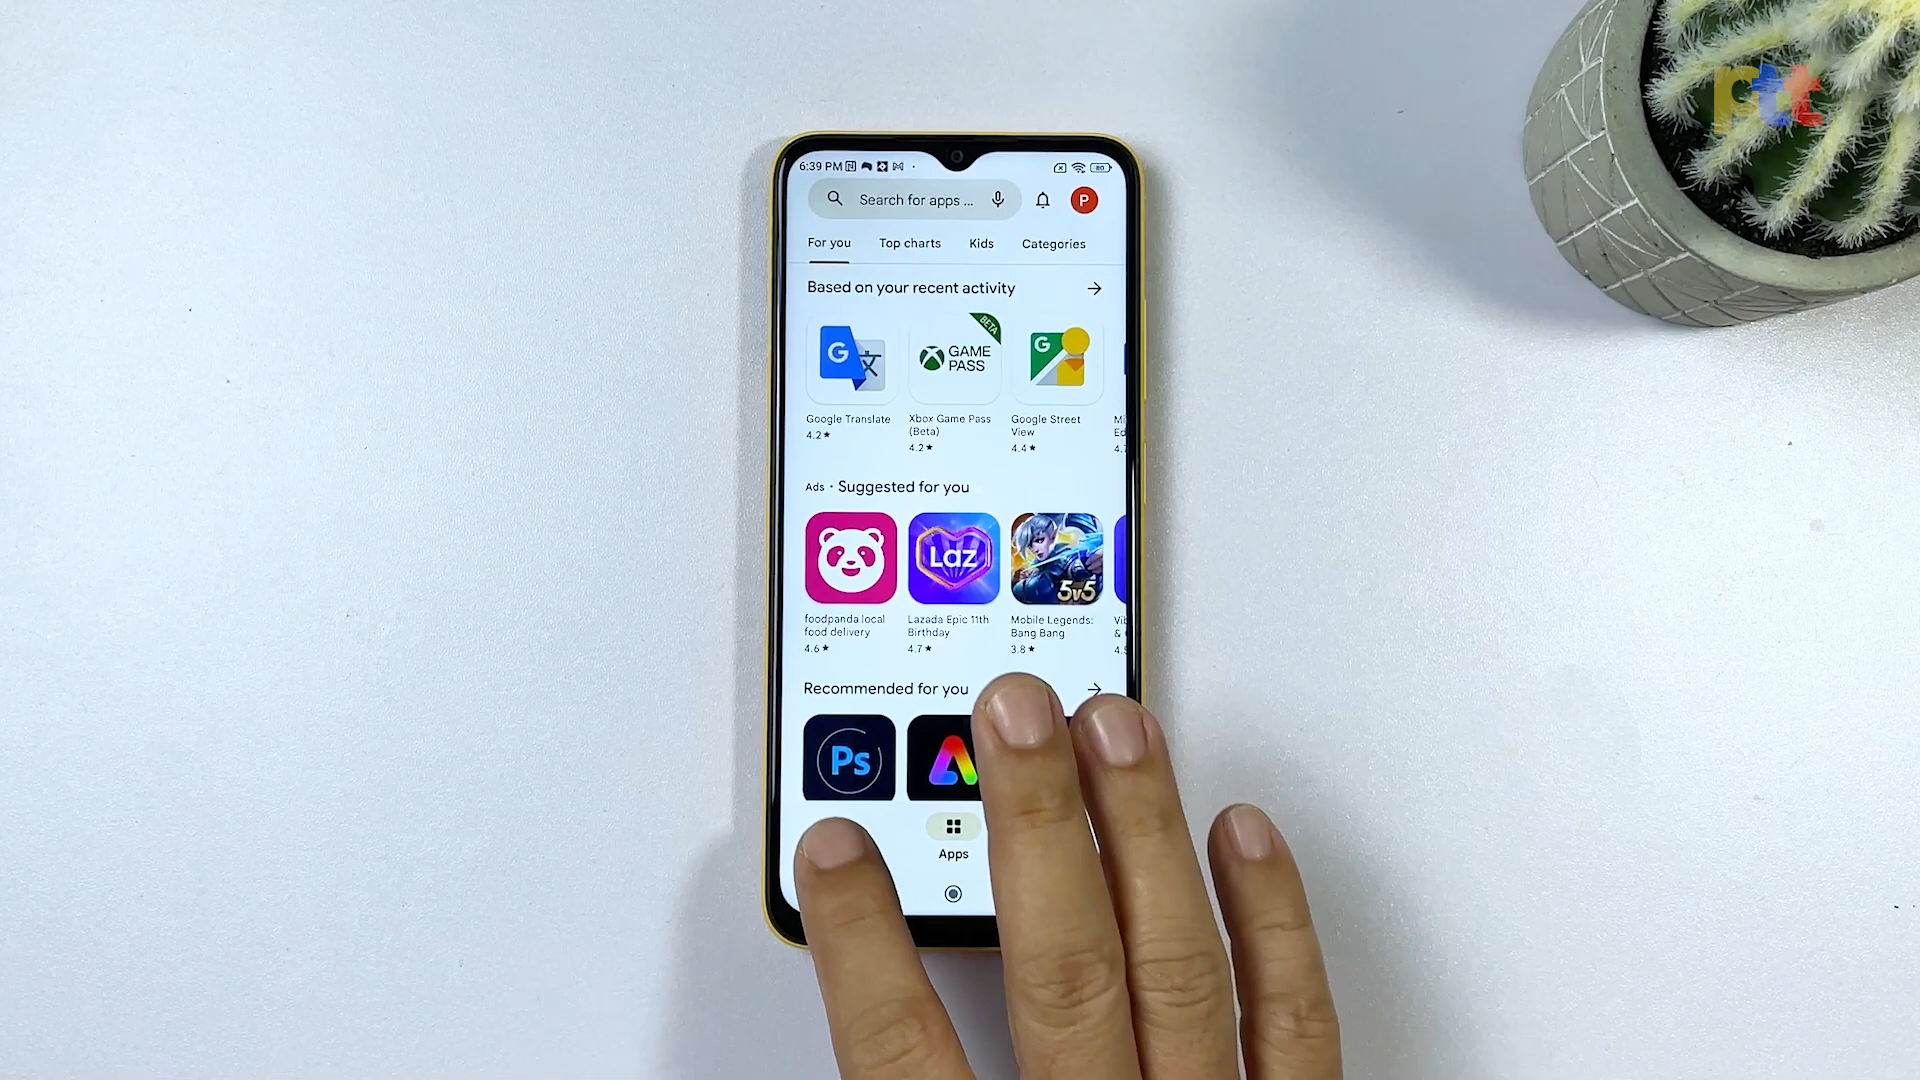 ptt
6:39 PM
80
Search for apps ...
P
For you
Top charts
Kids
Categories
Based on your recent activity
G
BETA
GAME
PASS
G
Google Translate
4.2★
Xbox Game Pass
(Beta)
4.2★
Google Street
View
4.4★
Ads • Suggested for you
Laz
5v5
foodpanda local
food delivery
4.6★
Lazada Epic 11th
Birthday
4.7★
Mobile Legends:
Bang Bang
3.8★
Recommended for you
Ps
Apps